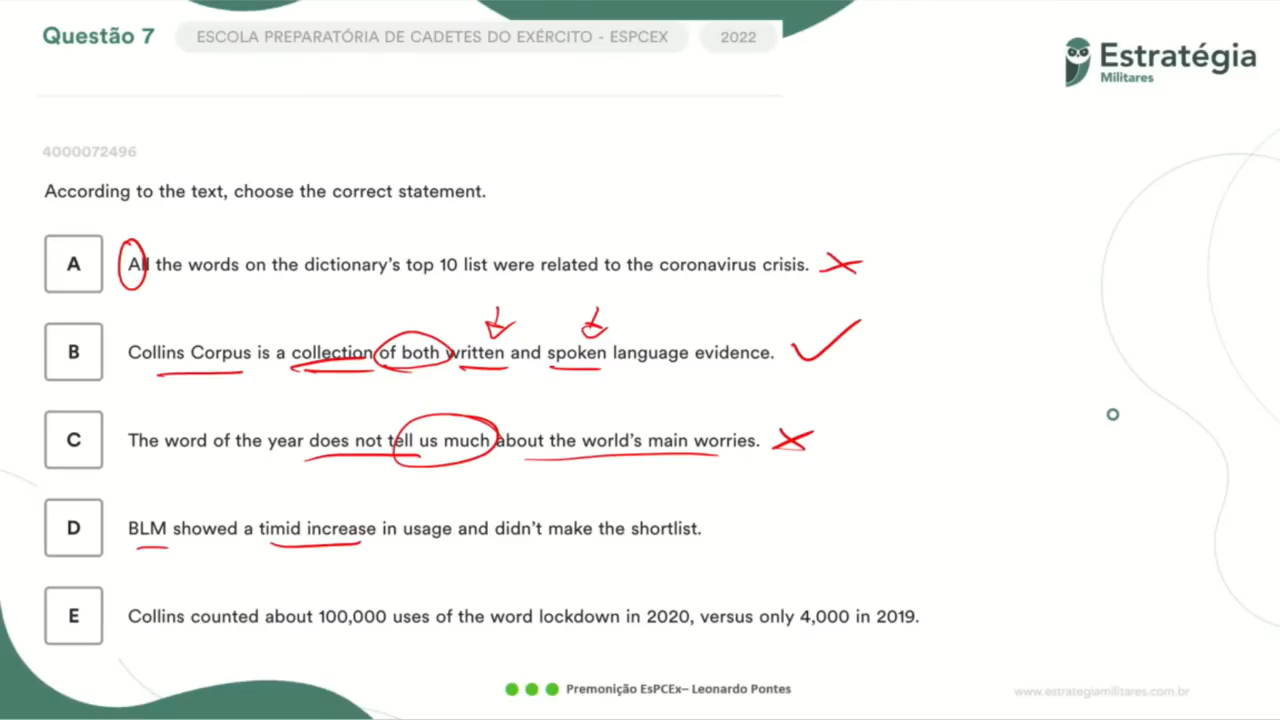 Questão 7
ESCOLA PREPARATÓRIA DE CADETES DO EXÉRCITO - ESPCEX
2022
Estratégia
Militares
4000072496
According to the text, choose the correct statement.
A
All the words on the dictionary's top 10 list were related to the coronavirus crisis.
B
Collins Corpus is a collection of both written and spoken language evidence.
C
The word of the year does not tell us much about the world's main worries.
D
BLM showed a timid increase in usage and didn't make the shortlist.
E
Collins counted about 100,000 uses of the word lockdown in 2020, versus only 4,000 in 2019.
Premonição EsPCEx– Leonardo Pontes
www.estrategiamilitares.com.br